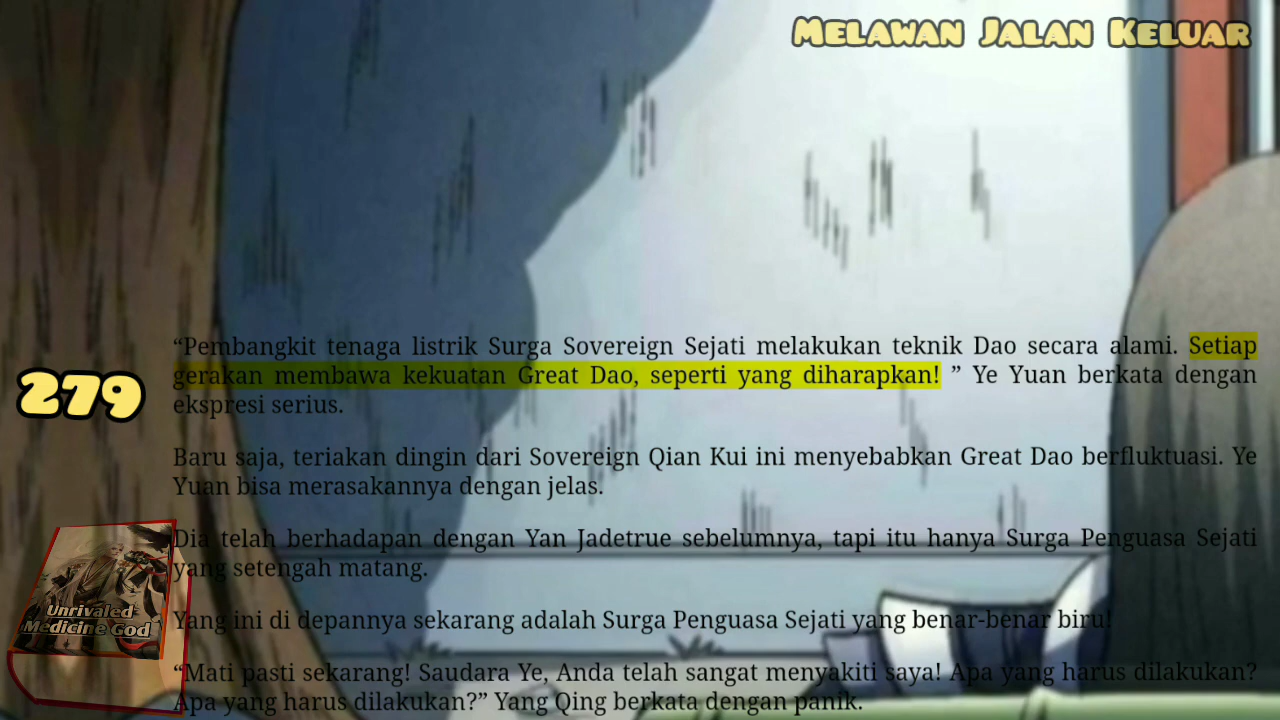 Melawan Jalan Keluar
“Pembangkit tenaga listrik Surga Sovereign Sejati melakukan teknik Dao secara alami. Setiap
gerakan membawa kekuatan Great Dao, seperti yang diharapkan! ” Ye Yuan berkata dengan
ekspresi serius.
279
Baru saja, teriakan dingin dari Sovereign Qian Kui ini menyebabkan Great Dao berfluktuasi. Ye
Yuan bisa merasakannya dengan jelas.
Dia telah berhadapan dengan Yan Jadetrue sebelumnya, tapi itu hanya Surga Penguasa Sejati
yang setengah matang.
Yang ini di depannya sekarang adalah Surga Penguasa Sejati yang benar-benar biru!
Unrivaled
Medicine God
“Mati pasti sekarang! Saudara Ye, Anda telah sangat menyakiti saya! Apa yang harus dilakukan?
Apa yang harus dilakukan?” Yang Qing berkata dengan panik.